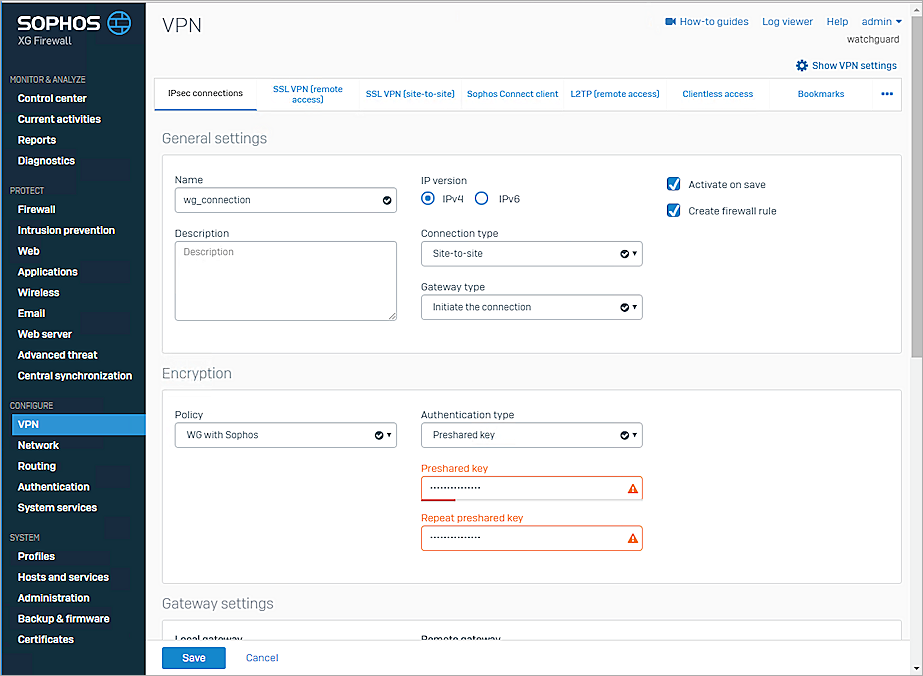 SOPHOS
XG Firewall
MONITOR & ANALYZE
Control center
Current activities
Reports
Diagnostics
PROTECT
Firewall
Intrusion prevention
Web
Applications
Wireless
Email
Web server
Advanced threat
Central synchronization
CONFIGURE
VPN
Network
Routing
Authentication
System services
SYSTEM
Profiles
Hosts and services
Administration
Backup & firmware
Certificates
VPN
How-to guides Log viewer Help admin
watchguard
Show VPN settings
IPsec connections
SSL VPN (remote
access)
SSL VPN (site-to-site)
Sophos Connect client
L2TP (remote access)
Clientless access
Bookmarks
General settings
Name
wg_connection
Description
Description
IP version
IPv4 IPv6
Connection type
Site-to-site
Gateway type
Initiate the connection
Activate on save
Create firewall rule
Encryption
Policy
WG with Sophos
Authentication type
Preshared key
Preshared key
Repeat preshared key
Gateway settings
Local gateway Remote gateway
Save Cancel